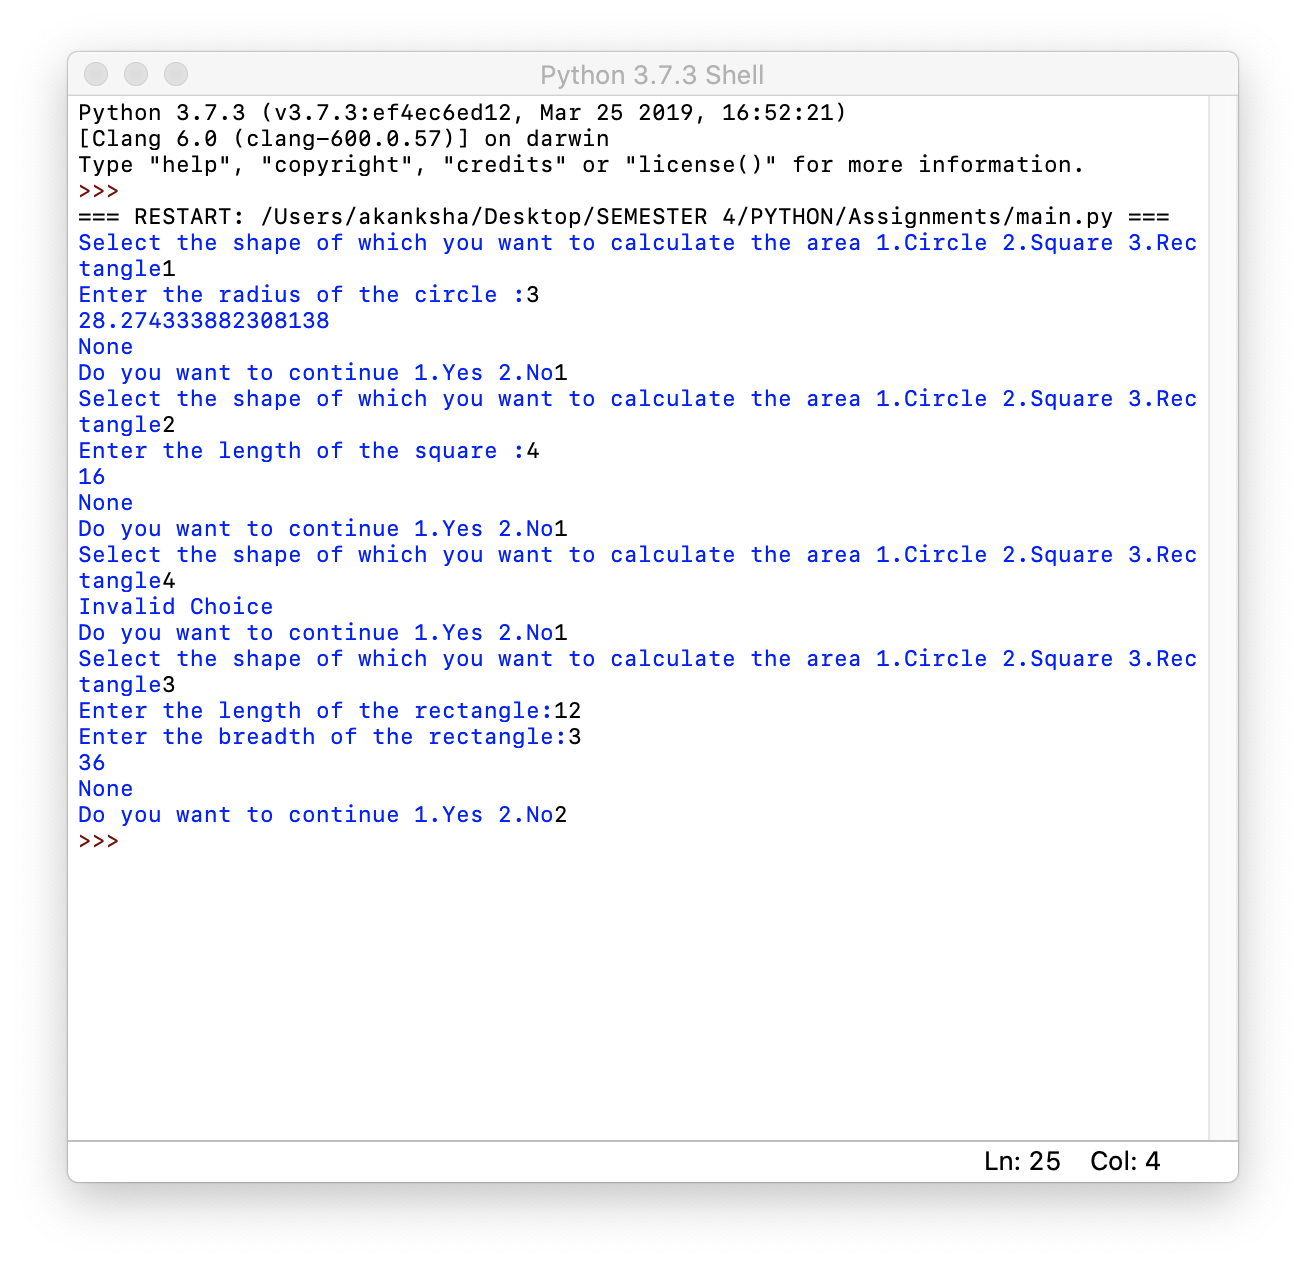 Python 3.7.3 Shell
Python 3.7.3 (v3.7.3:ef4ec6ed12, Mar 25 2019, 16:52:21)
[Clang 6.0 (clang-600.0.57)] on darwin
Type "help", "copyright", "credits" or "license()" for more information.
>>>
=== RESTART: /Users/akanksha/Desktop/SEMESTER 4/PYTHON/Assignments/main.py ===
Select the shape of which you want to calculate the area 1.Circle 2.Square 3.Rec
tangle1
Enter the radius of the circle :3
28.274333882308138
None
Do you want to continue 1.Yes 2.No1
Select the shape of which you want to calculate the area 1.Circle 2.Square 3.Rec
tangle2
Enter the length of the square :4
16
None
Do you want to continue 1.Yes 2.No1
Select the shape of which you want to calculate the area 1.Circle 2.Square 3.Rec
tangle4
Invalid Choice
Do you want to continue 1.Yes 2.No1
Select the shape of which you want to calculate the area 1.Circle 2.Square 3.Rec
tangle3
Enter the length of the rectangle:12
Enter the breadth of the rectangle:3
36
None
Do you want to continue 1.Yes 2.No2
>>>
Ln: 25 Col: 4